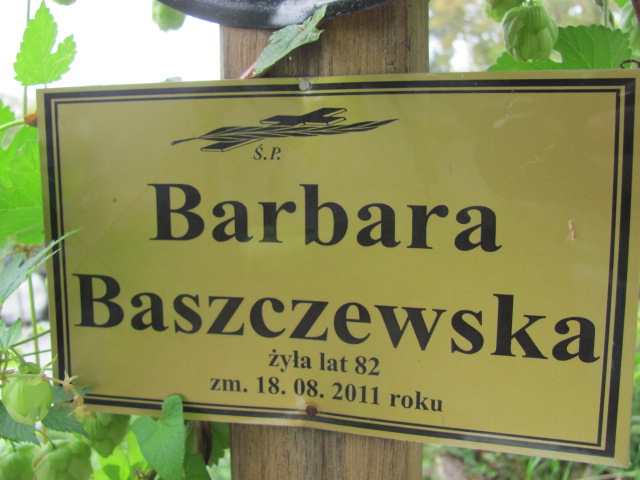 Ś.P.
Barbara
Baszczewska
żyła lat 82
zm. 18. 08. 2011 roku